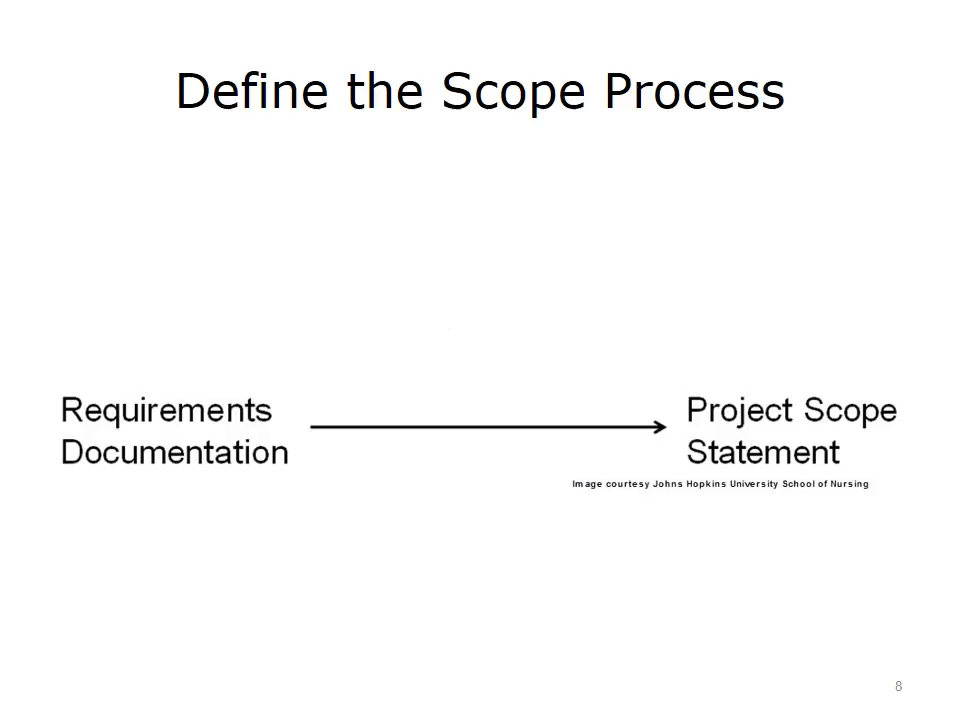 Define the Scope Process
Requirements
Documentation
Project Scope
Statement
Image courtesy Johns Hopkins University School of Nursing
8